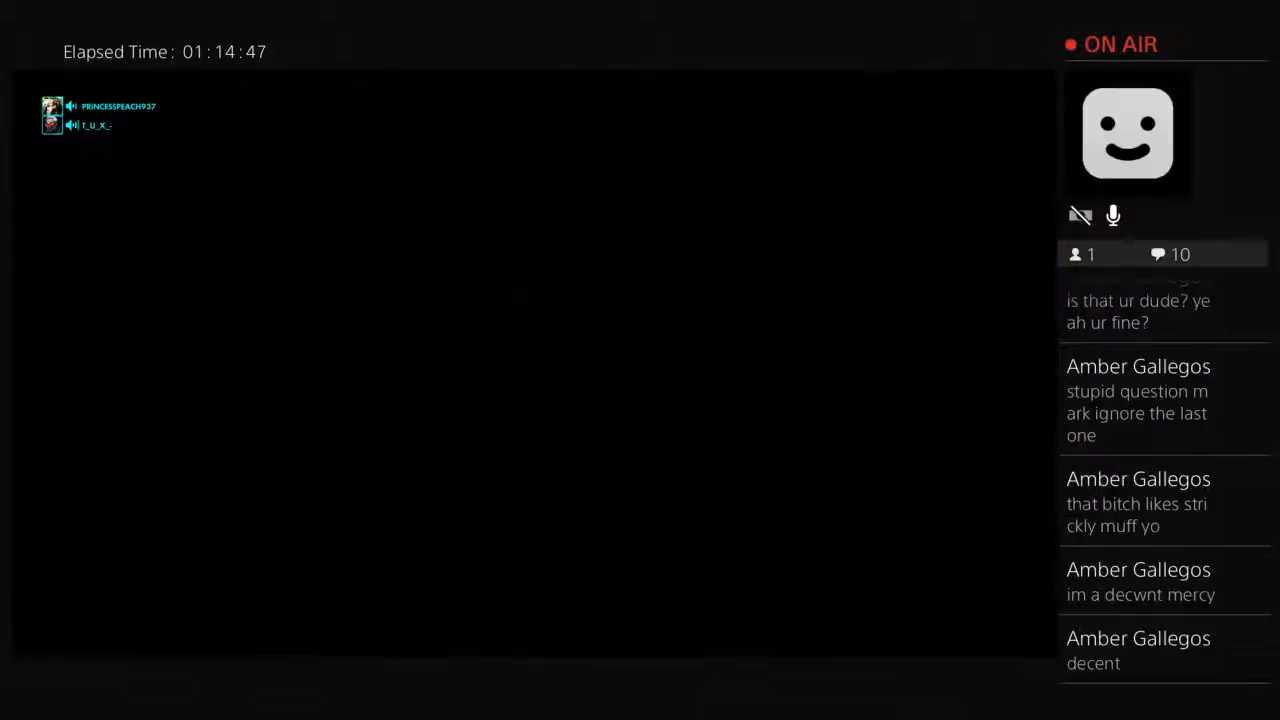 Elapsed Time: 01:14:47
ON AIR
PRINCESSPEACH937
T_U_X_-
1 10
is that ur dude? ye
ah ur fine?
Amber Gallegos
stupid question m
ark ignore the last
one
Amber Gallegos
that bitch likes stri
ckly muff yo
Amber Gallegos
im a decwnt mercy
Amber Gallegos
decent